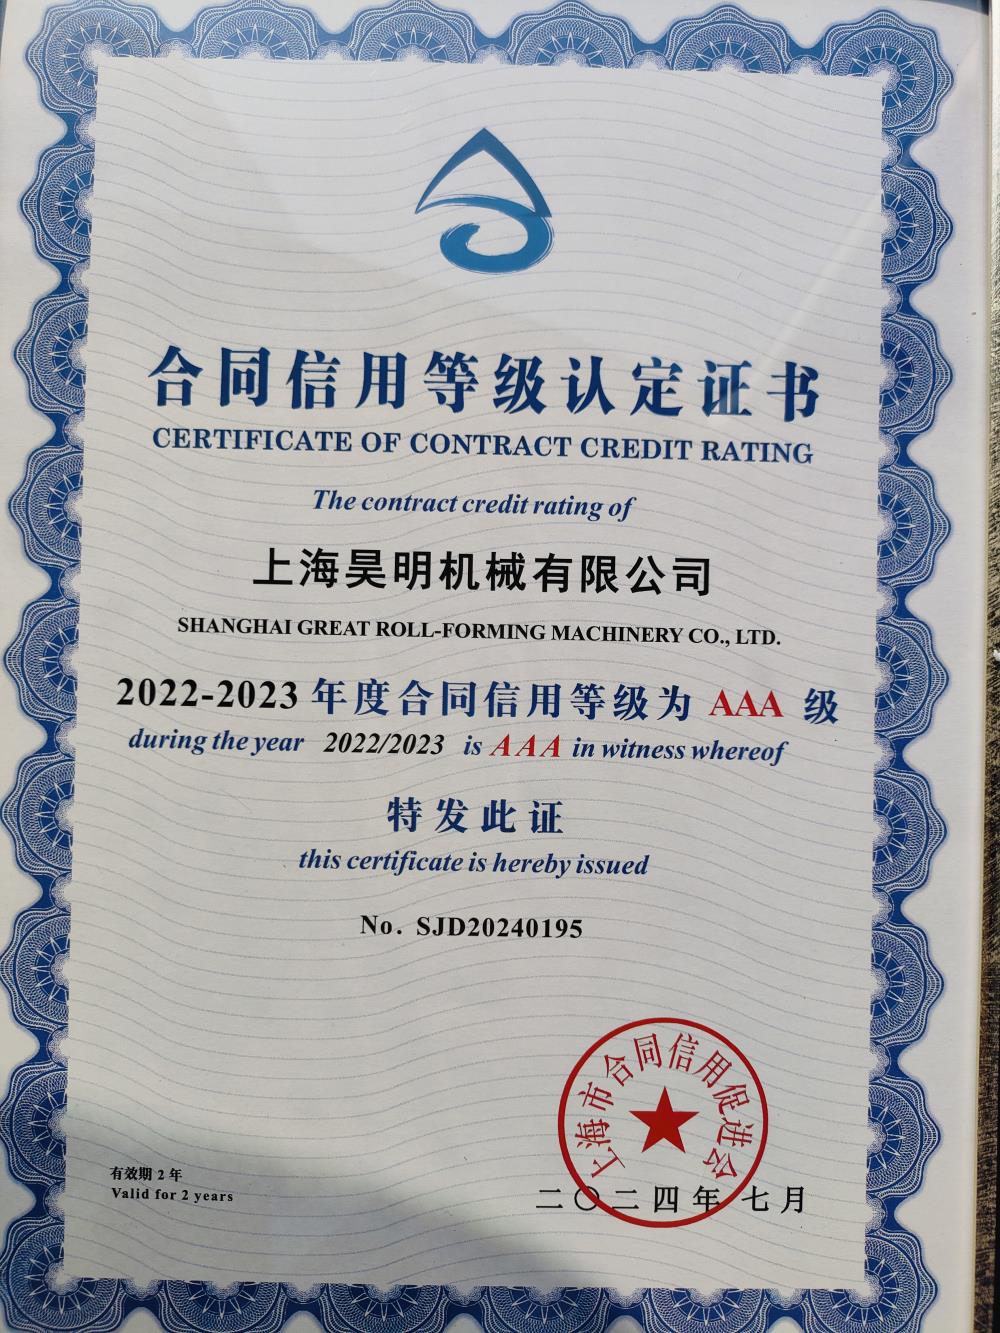 合同信用等级认定证书
CERTIFICATE OF CONTRACT CREDIT RATING
The contract credit rating of
上海昊明机械有限公司
SHANGHAI GREAT ROLL-FORMING MACHINERY CO., LTD.
2022-2023 年度合同信用等级为 AAA 级
during the year 2022/2023 is AAA in witness whereof
特发此证
this certificate is hereby issued
No. SJD20240195
上海市合同信用促进会
有效期 2 年
Valid for 2 years
二〇二四年七月